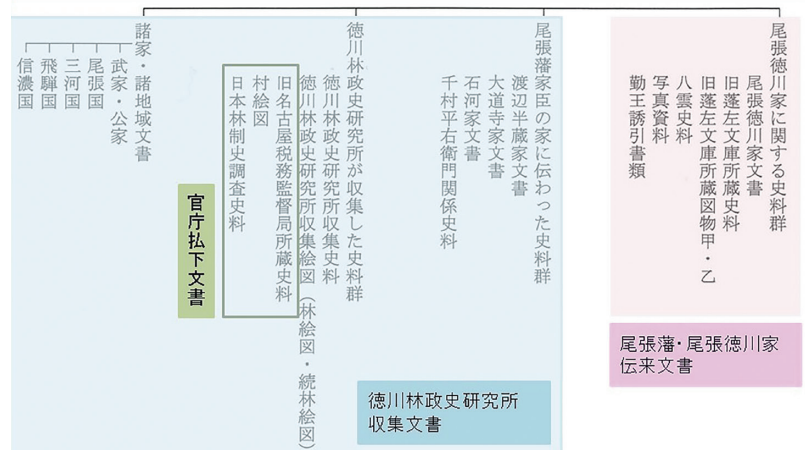 尾張徳川家に関する史料群
尾張徳川家文書
旧蓬左文庫所蔵史料
旧蓬左文庫所蔵図物甲・乙
八雲史料
写真資料
勤王誘引書類
尾張藩・尾張徳川家
伝来文書
尾張藩家臣の家に伝わった史料群
渡辺半蔵家文書
大道寺家文書
石河家文書
千村平右衛門関係史料
徳川林政史研究所が収集した史料群
徳川林政史研究所収集史料
徳川林政史研究所収集絵図(林絵図・続林絵図)
旧名古屋税務監督局所蔵史料
村絵図
日本林制史調査史料
官庁払下文書
諸家・諸地域文書
武家・公家
尾張国
三河国
飛騨国
信濃国
徳川林政史研究所
収集文書